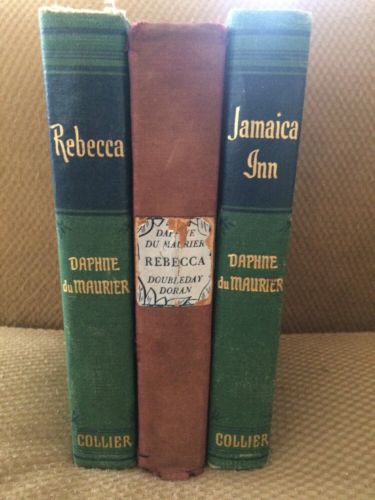 Rebecca
DAPHNE
du MAURIER
COLLIER
DAPHNE
DU MAURIER
REBECCA
DOUBLEDAY
DORAN
Jamaica
Inn
DAPHNE
du MAURIER
COLLIER